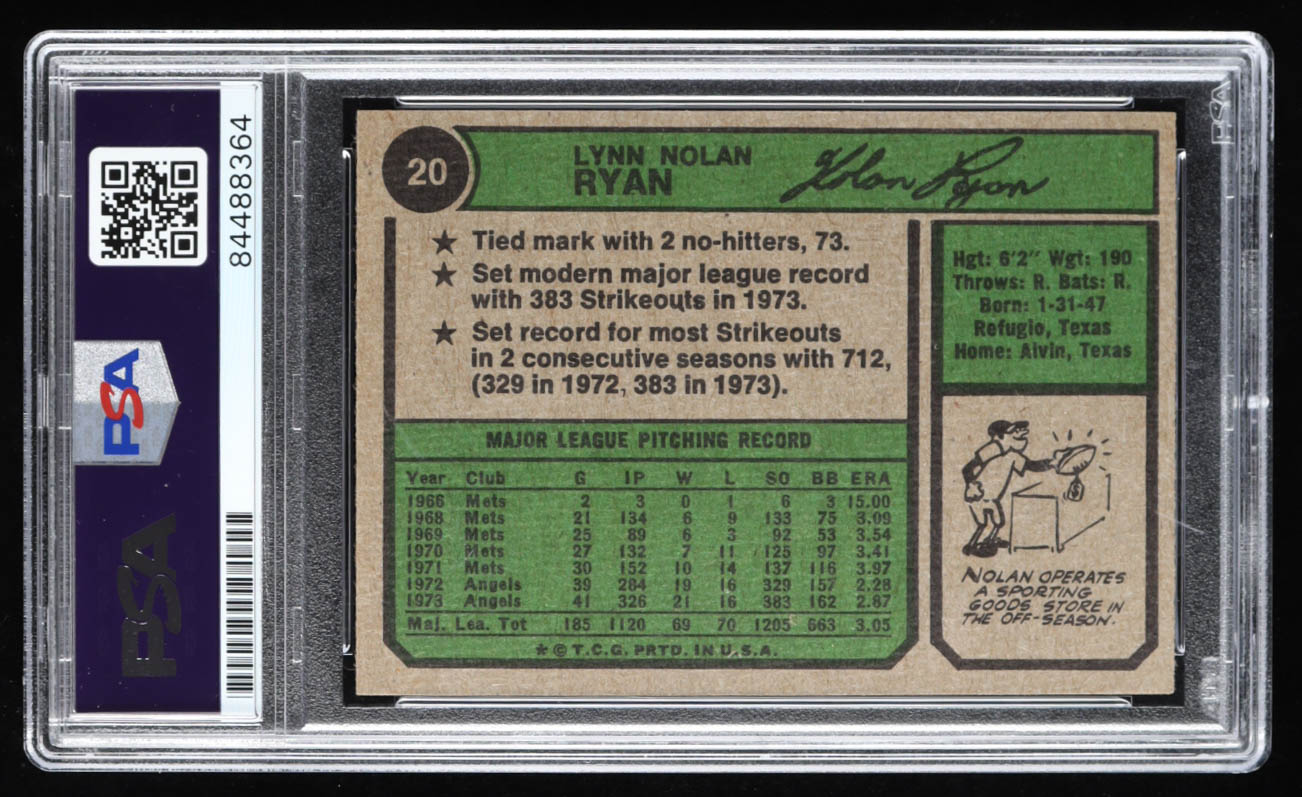 84488364
PSA
PSA
PSA
20
LYNN NOLAN
RYAN
Nolan Ryan
★ Tied mark with 2 no-hitters, 73.
★ Set modern major league record
with 383 Strikeouts in 1973.
★ Set record for most Strikeouts
in 2 consecutive seasons with 712,
(329 in 1972, 383 in 1973).
Hgt: 6'2" Wgt: 190
Throws: R. Bats: R.
Born: 1-31-47
Refugio, Texas
Home: Alvin, Texas
MAJOR LEAGUE PITCHING RECORD
Year Club G IP W L SO BB ERA
1966 Mets 2 3 0 1 6 3 15.00
1968 Mets 21 134 6 9 133 75 3.09
1969 Mets 25 89 6 3 92 53 3.54
1970 Mets 27 132 7 11 125 97 3.41
1971 Mets 30 152 10 14 137 116 3.97
1972 Angels 39 284 19 16 329 157 2.28
1973 Angels 41 326 21 16 383 162 2.87
Maj. Lea. Tot 185 1120 69 70 1205 663 3.05
* © T.C.G. PRTD. IN U.S.A.
$
NOLAN OPERATES
A SPORTING
GOODS STORE IN
THE OFF-SEASON.